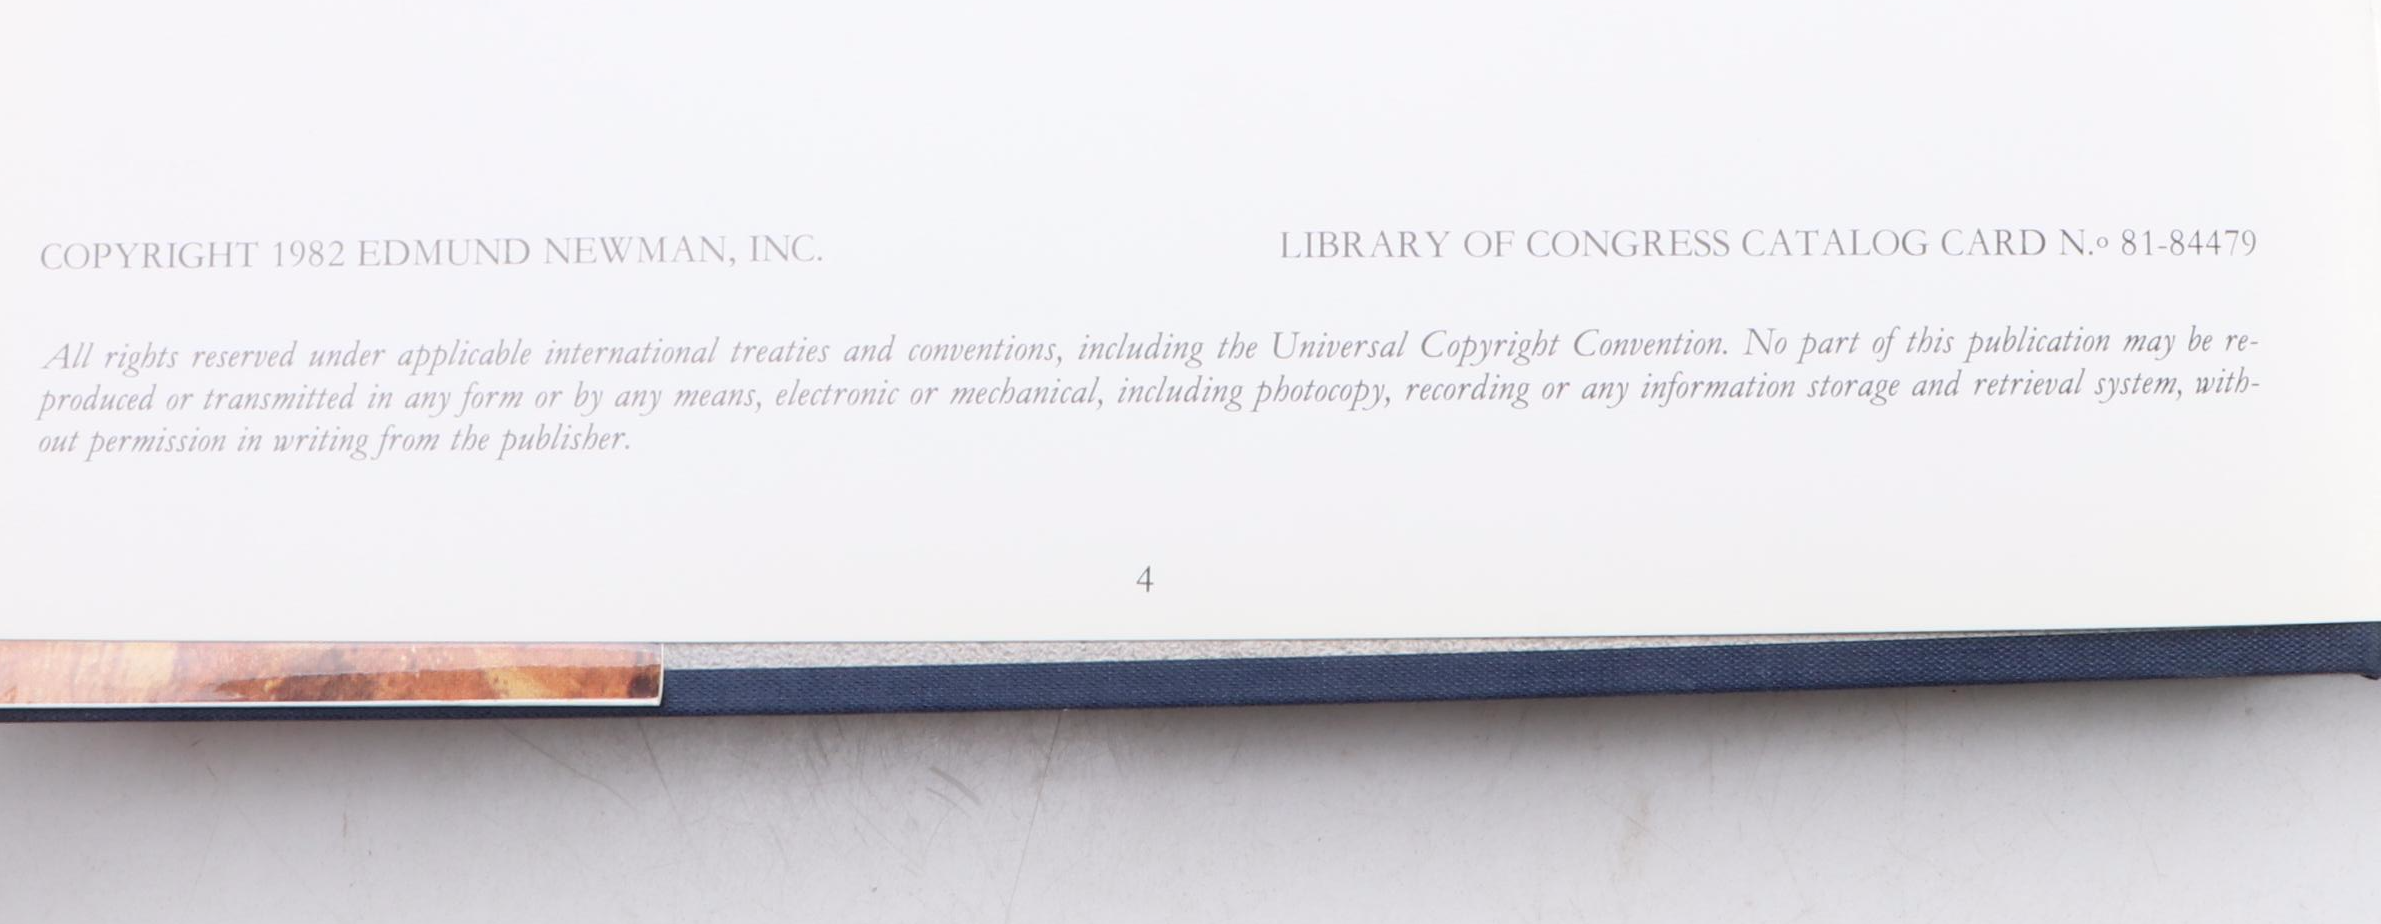 COPYRIGHT 1982 EDMUND NEWMAN, INC.
LIBRARY OF CONGRESS CATALOG CARD N.º 81-84479
All rights reserved under applicable international treaties and conventions, including the Universal Copyright Convention. No part of this publication may be re-
produced or transmitted in any form or by any means, electronic or mechanical, including photocopy, recording or any information storage and retrieval system, with-
out permission in writing from the publisher.
4